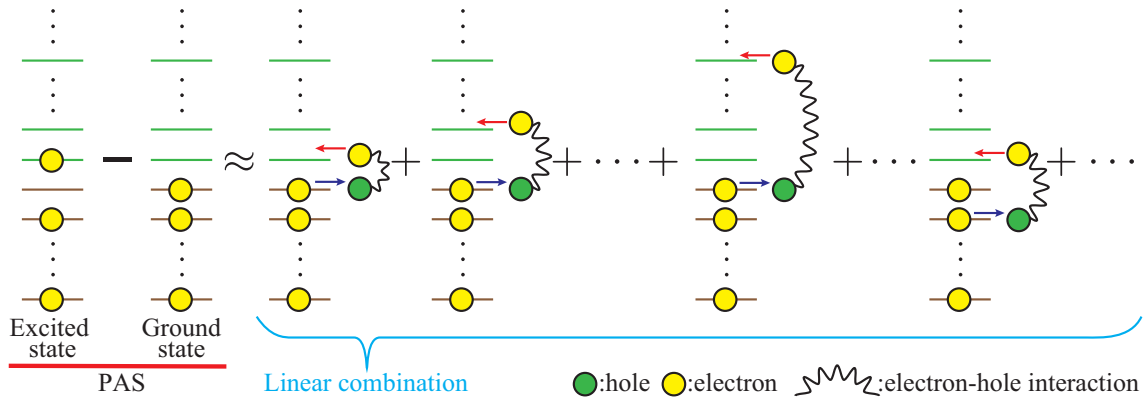 Excited
state
Ground
state
PAS
Linear combination
:hole
:electron
:electron-hole interaction